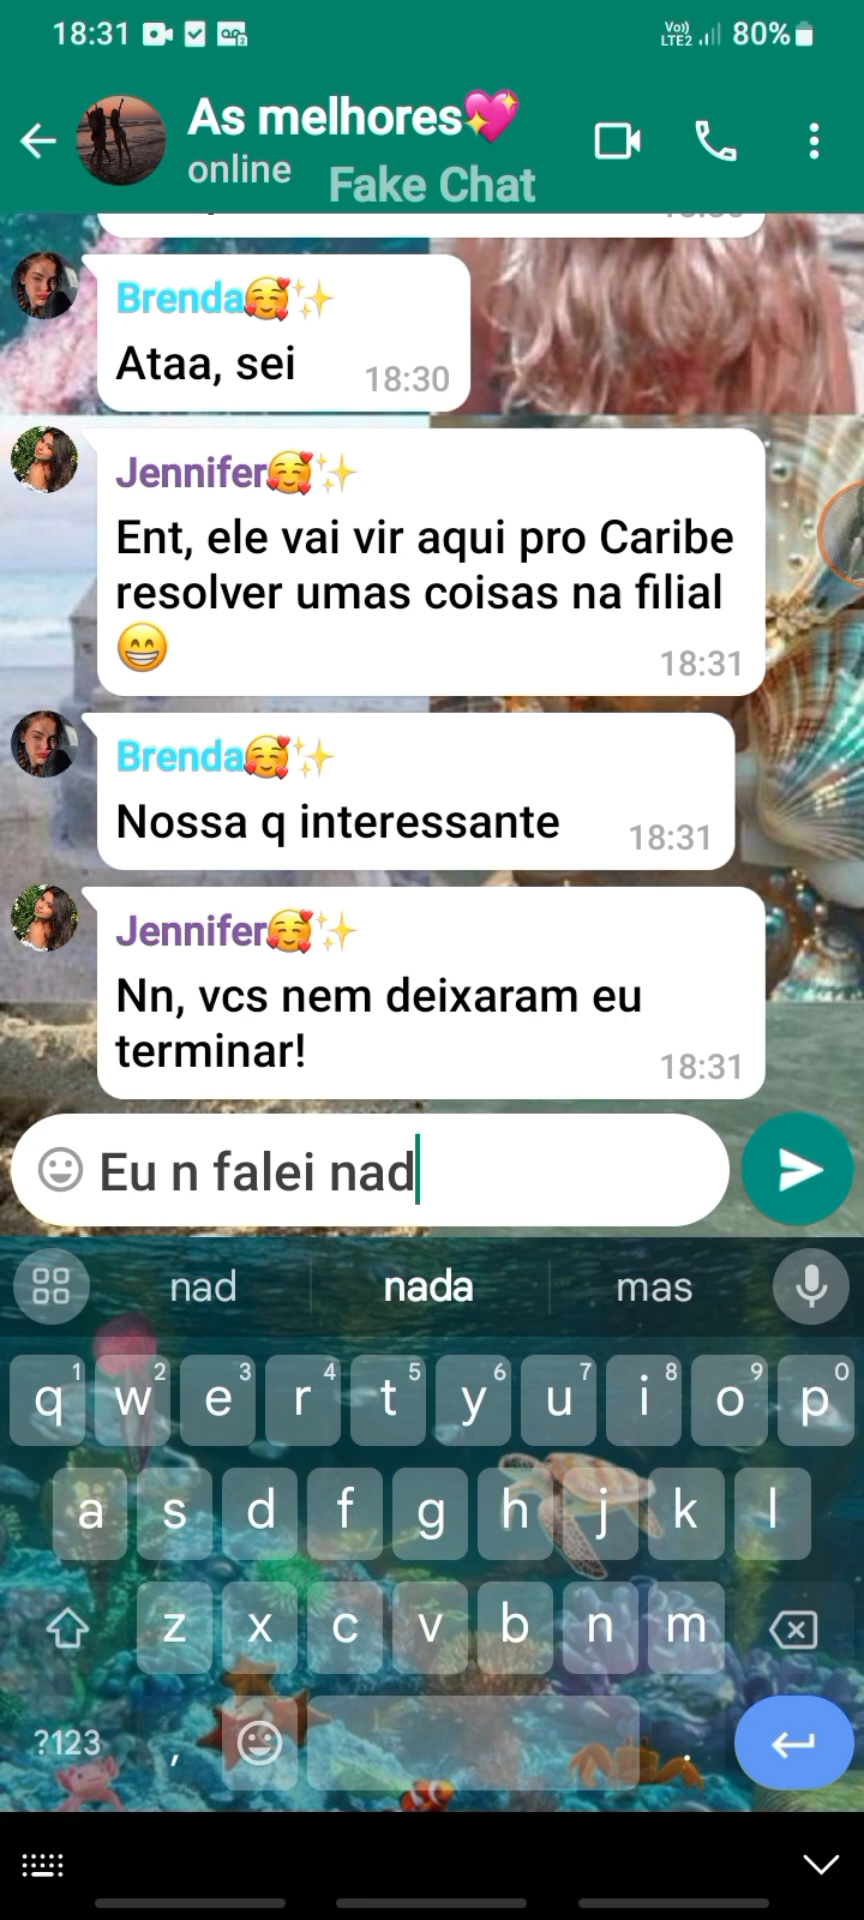 18:31
Vo))
LTE2
80%
As melhores💖
online
Fake Chat
Brenda🥰✨
Ataa, sei
18:30
Jennifer🥰✨
Ent, ele vai vir aqui pro Caribe
resolver umas coisas na filial
😁
18:31
Brenda🥰✨
Nossa q interessante
18:31
Jennifer🥰✨
Nn, vcs nem deixaram eu
terminar!
18:31
Eu n falei nad
nad nada mas
1 2 3 4 5 6 7 8 9 0
q w e r t y u i o p
a s d f g h j k l
z x c v b n m
?123 , .